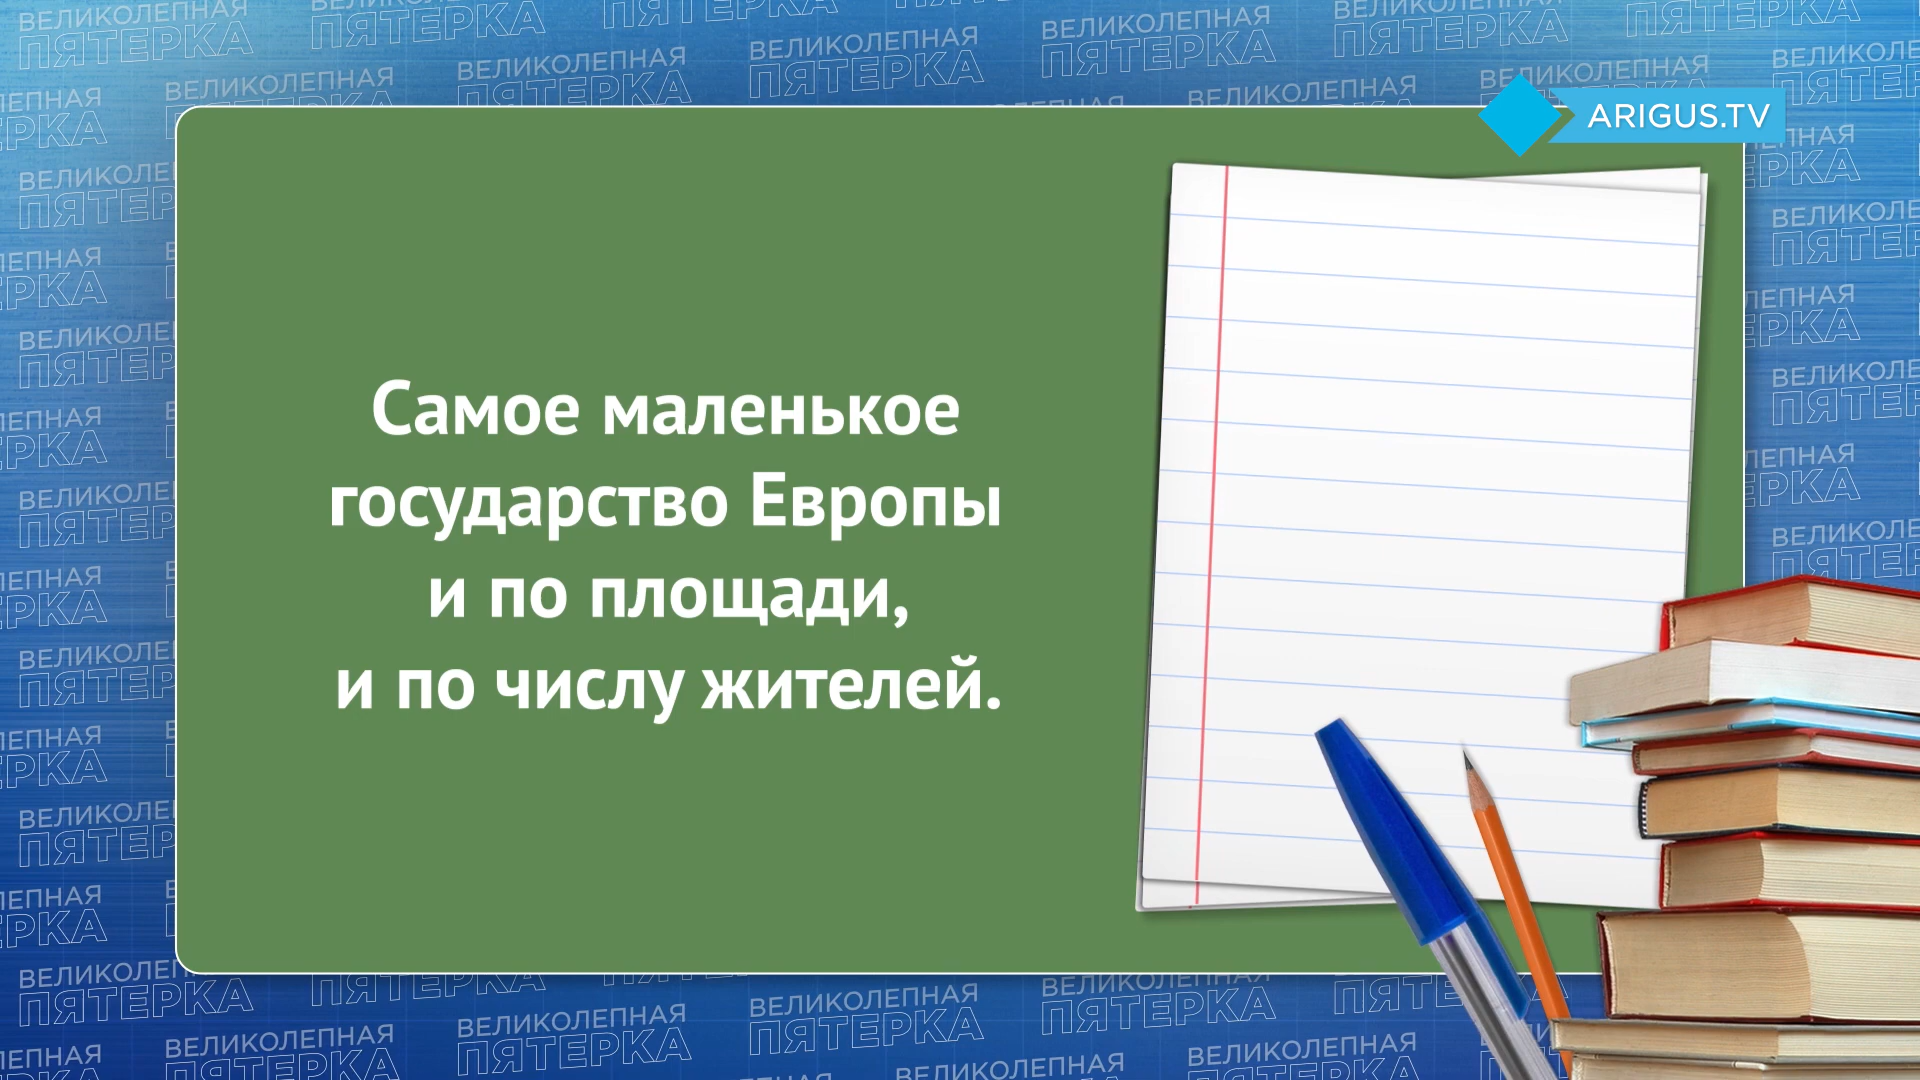 ARIGUS.TV
Самое маленькое
государство Европы
и по площади,
и по числу жителей.
ВЕЛИКОЛЕПНАЯ
ПЯТЕРКА